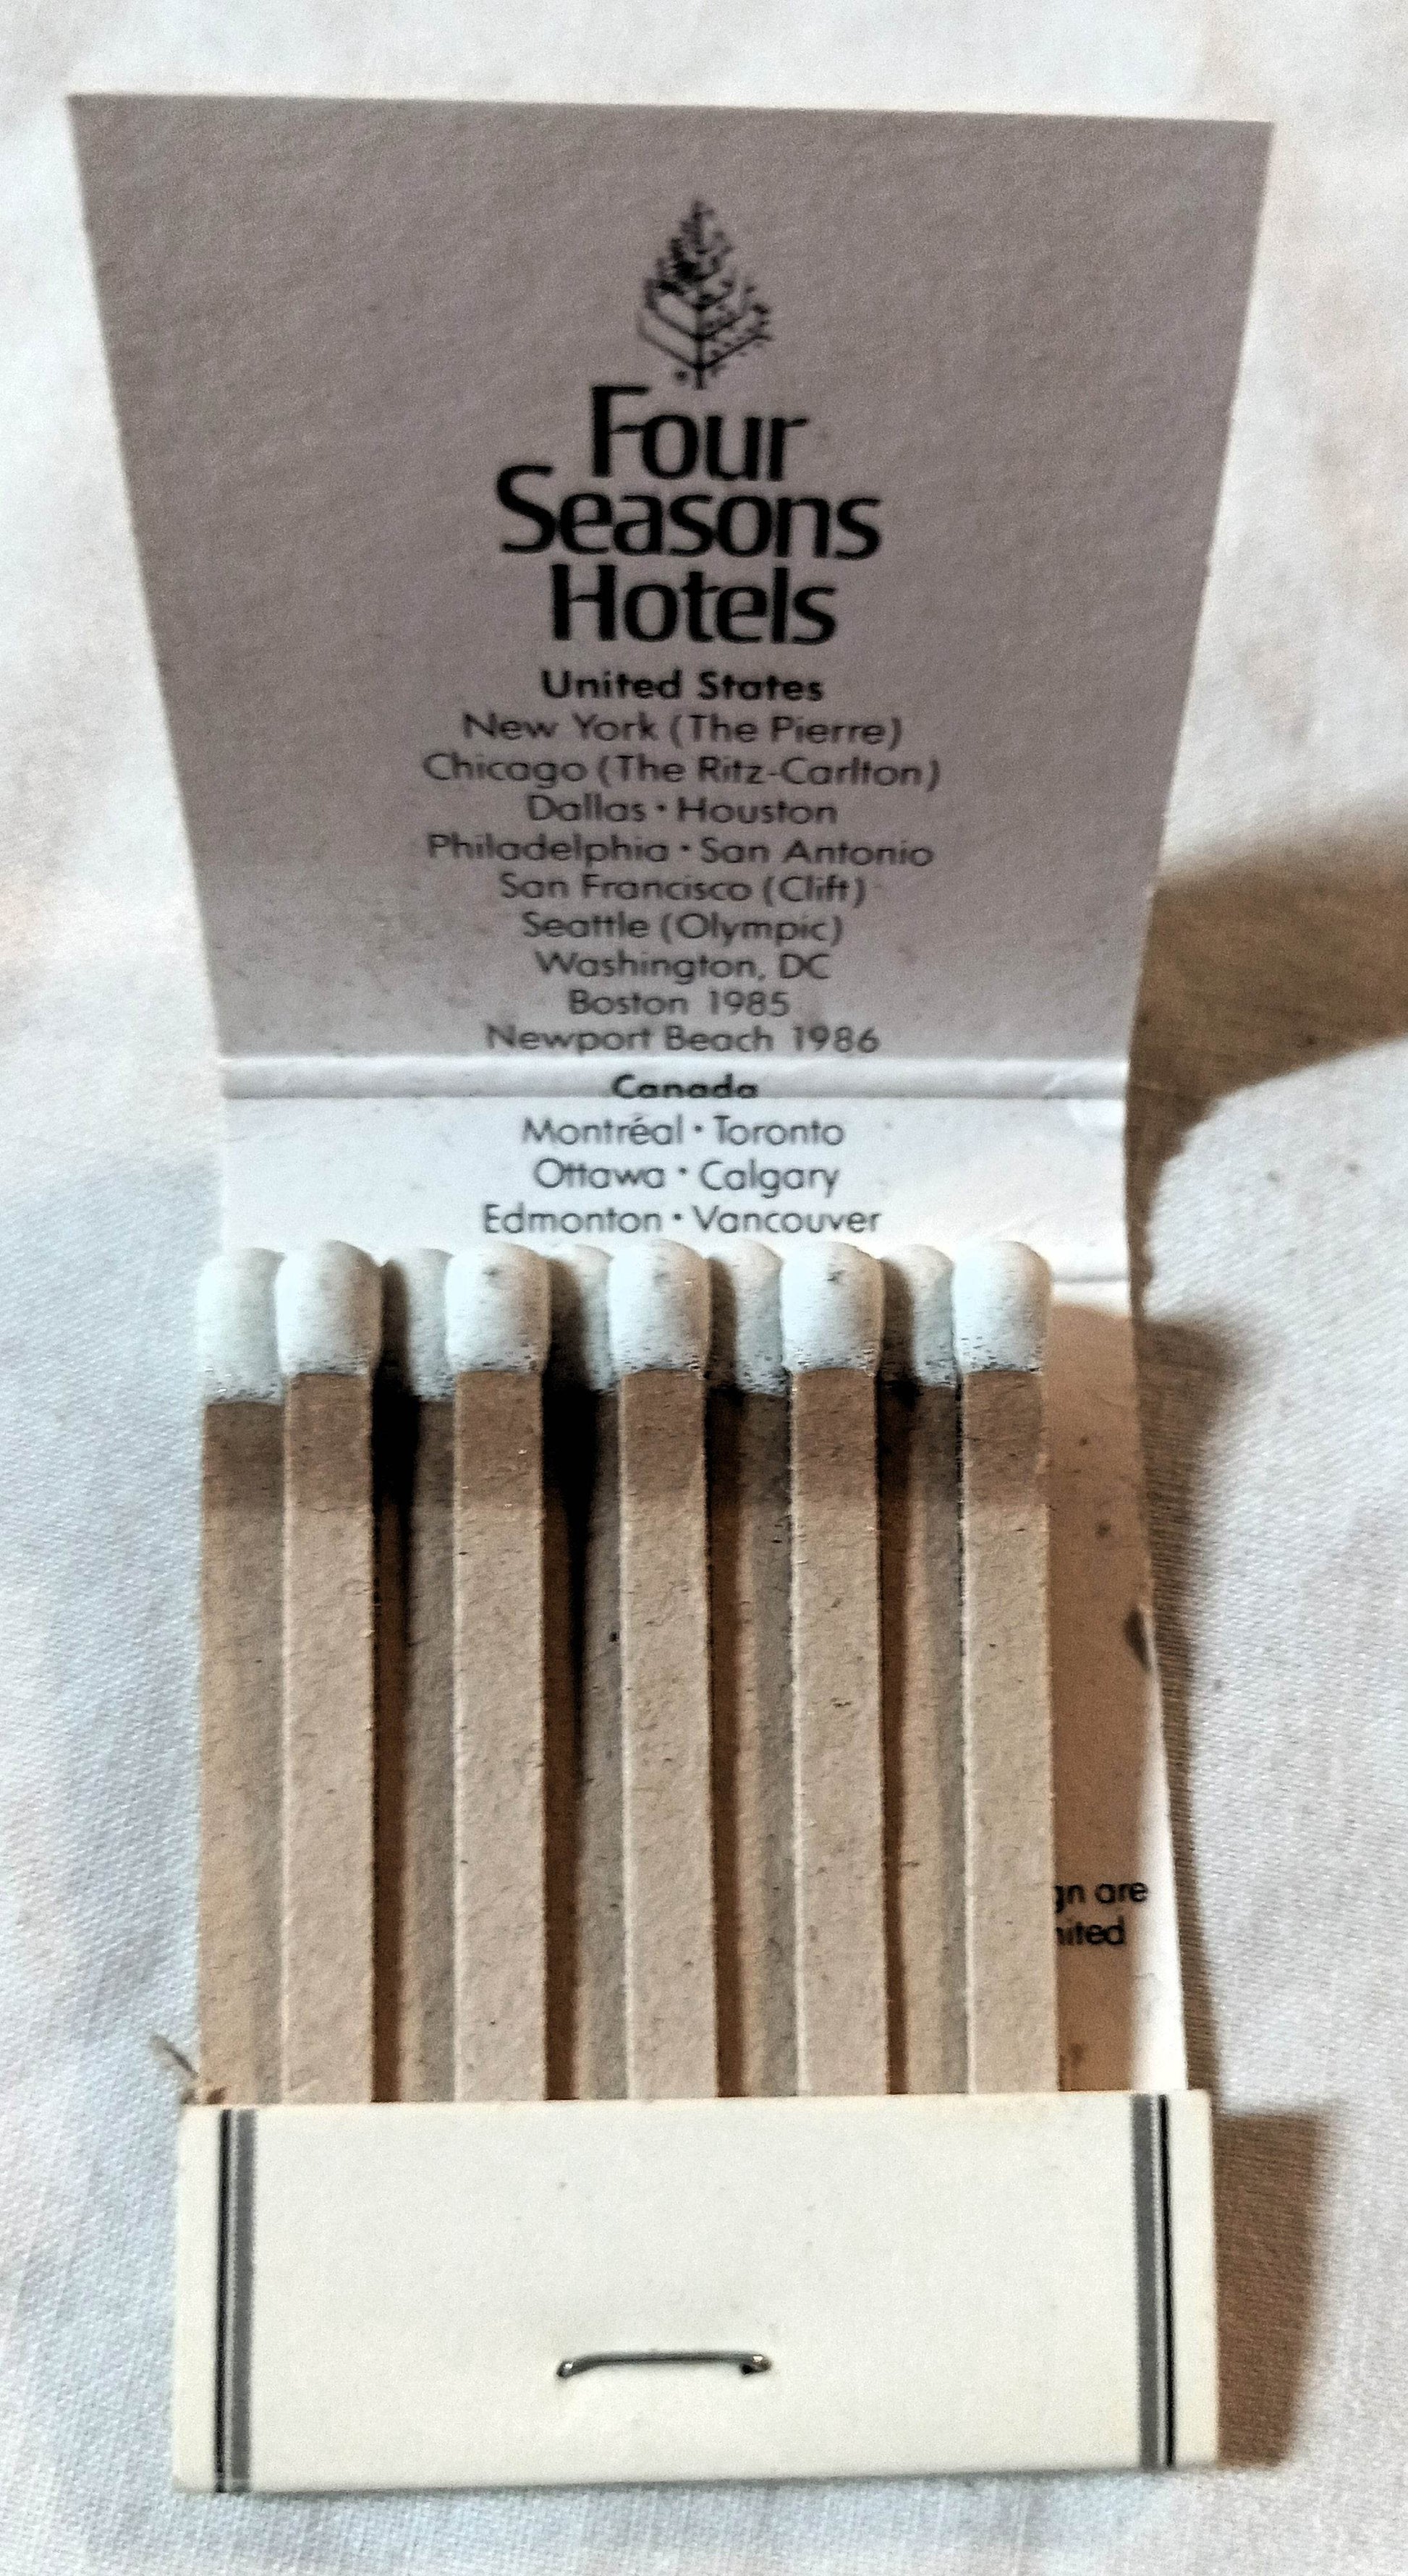 Four
Seasons
Hotels
United States
New York (The Pierre)
Chicago (The Ritz-Carlton)
Dallas • Houston
Philadelphia • San Antonio
San Francisco (Clift)
Seattle (Olympic)
Washington, DC
Boston 1985
Newport Beach 1986
Canada
Montréal • Toronto
Ottawa • Calgary
Edmonton • Vancouver
are